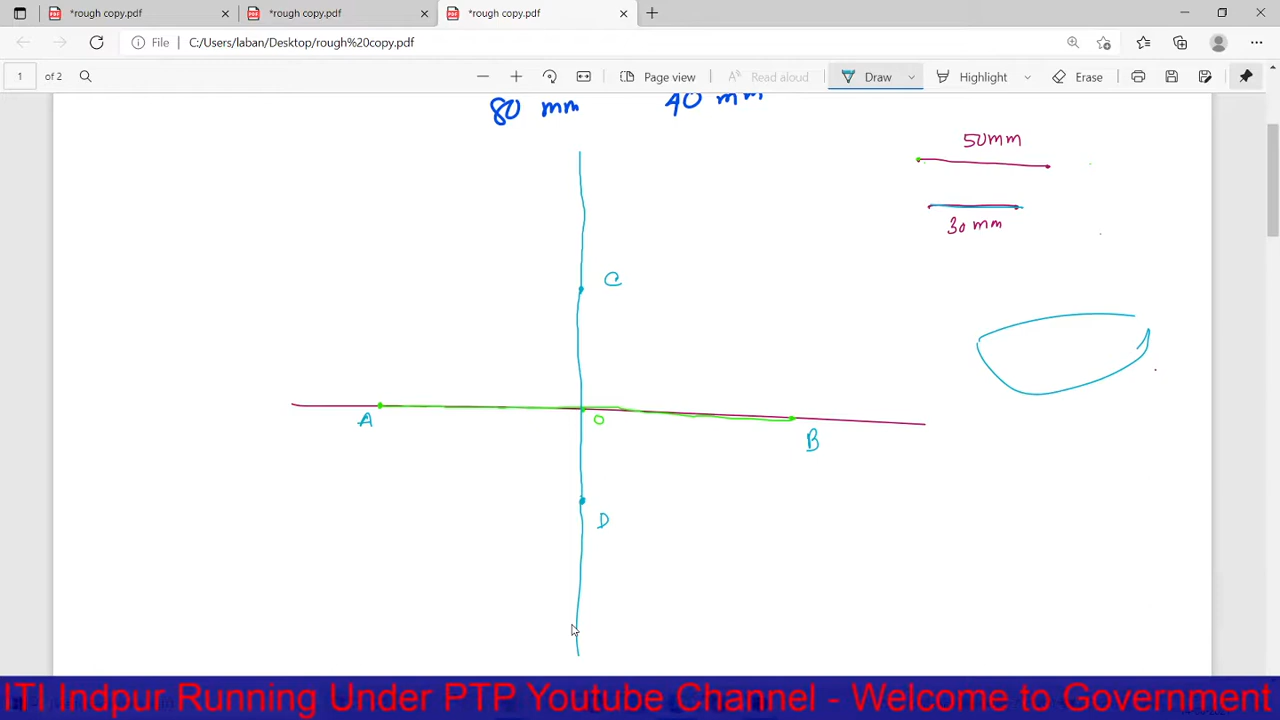 *rough copy.pdf
*rough copy.pdf
*rough copy.pdf
File
C:/Users/laban/Desktop/rough%20copy.pdf
1 of 2
Page view
Read aloud
Draw
Highlight
Erase
80 mm 40 mm
50mm
30 mm
C
A
O
B
D
ITI Indpur Running Under PTP Youtube Channel - Welcome to Government